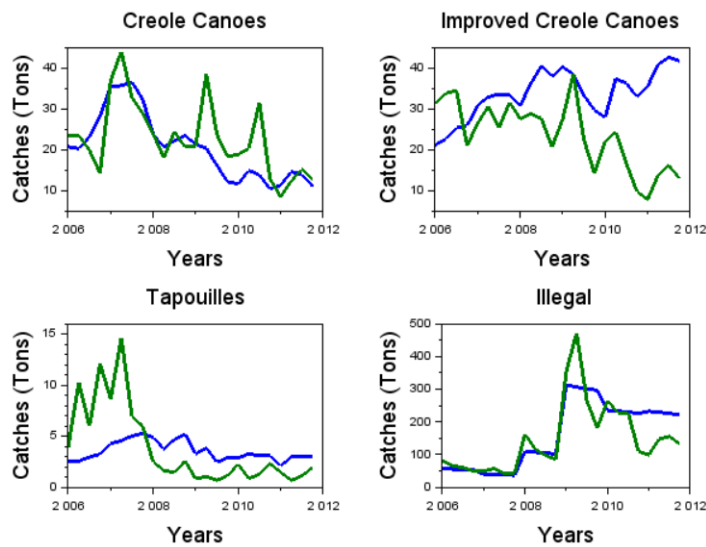 Creole Canoes
Catches (Tons)
40
30
20
10
2 006
2 008
2 010
2 012
Years
Improved Creole Canoes
Catches (Tons)
40
30
20
10
2 006
2 008
2 010
2 012
Years
Tapouilles
Catches (Tons)
15
10
5
0
2 006
2 008
2 010
2 012
Years
Illegal
Catches (Tons)
500
400
300
200
100
0
2 006
2 008
2 010
2 012
Years